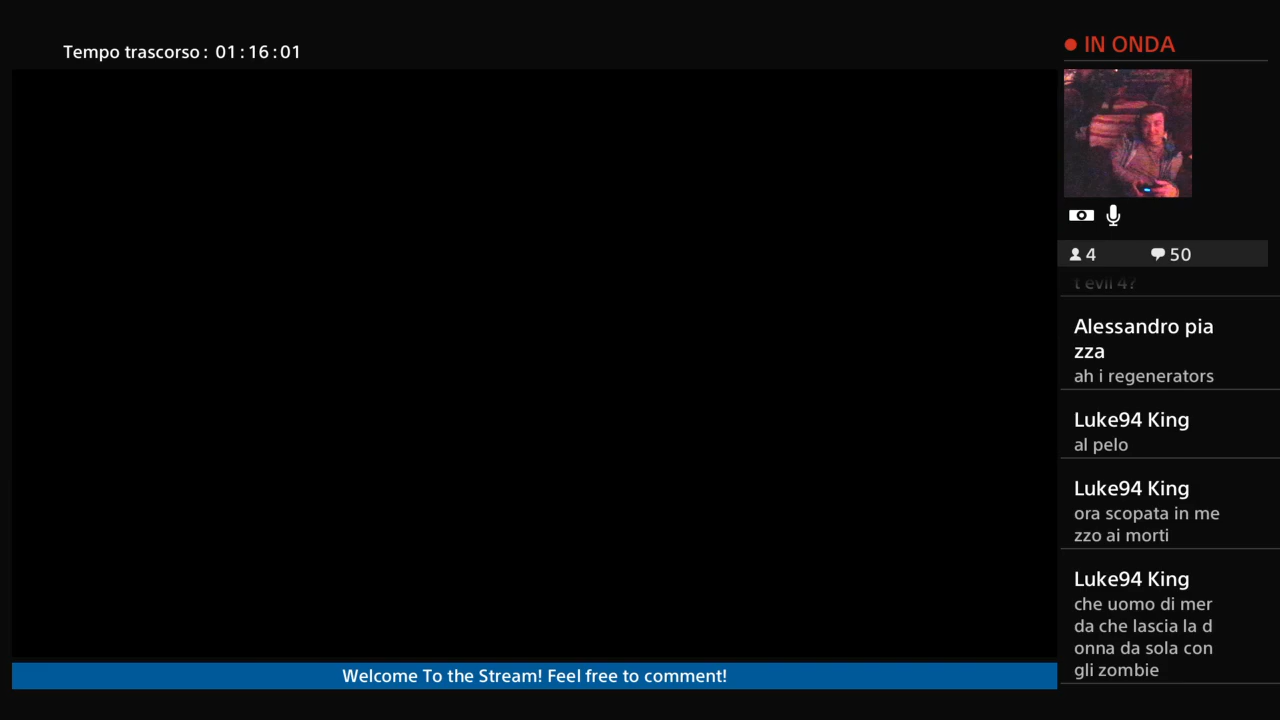 Tempo trascorso: 01:16:01
IN ONDA
4 50
t evil 4?
Alessandro pia
zza
ah i regenerators
Luke94 King
al pelo
Luke94 King
ora scopata in me
zzo ai morti
Luke94 King
che uomo di mer
da che lascia la d
onna da sola con
gli zombie
Welcome To the Stream! Feel free to comment!